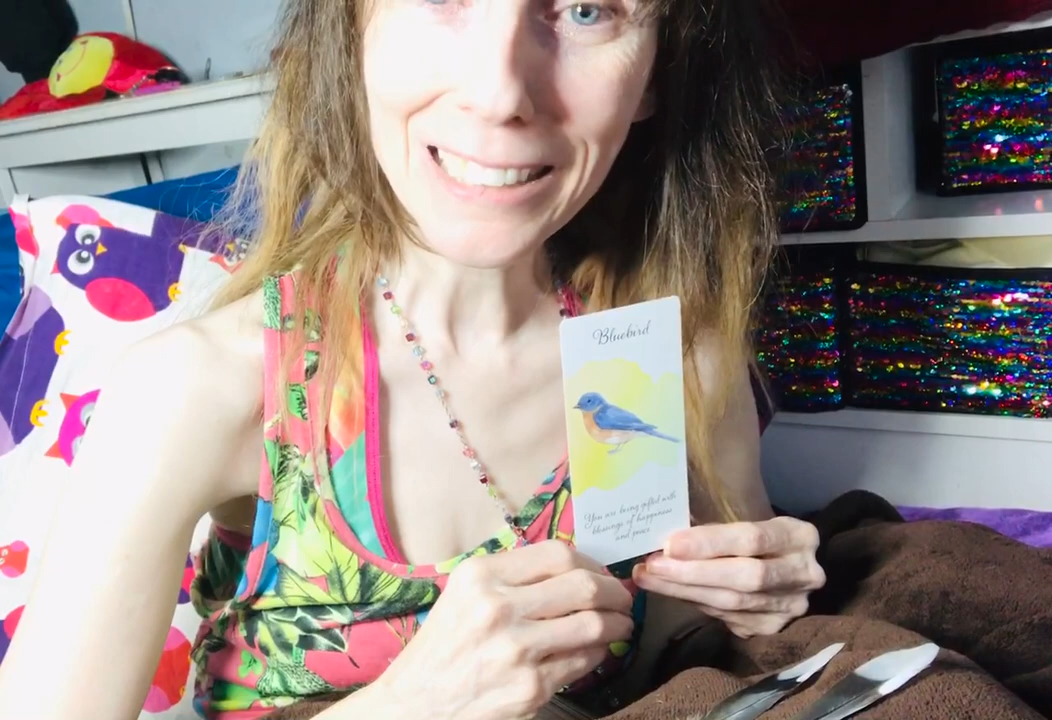 Bluebird
You are being gifted with
blessings of happiness
and peace